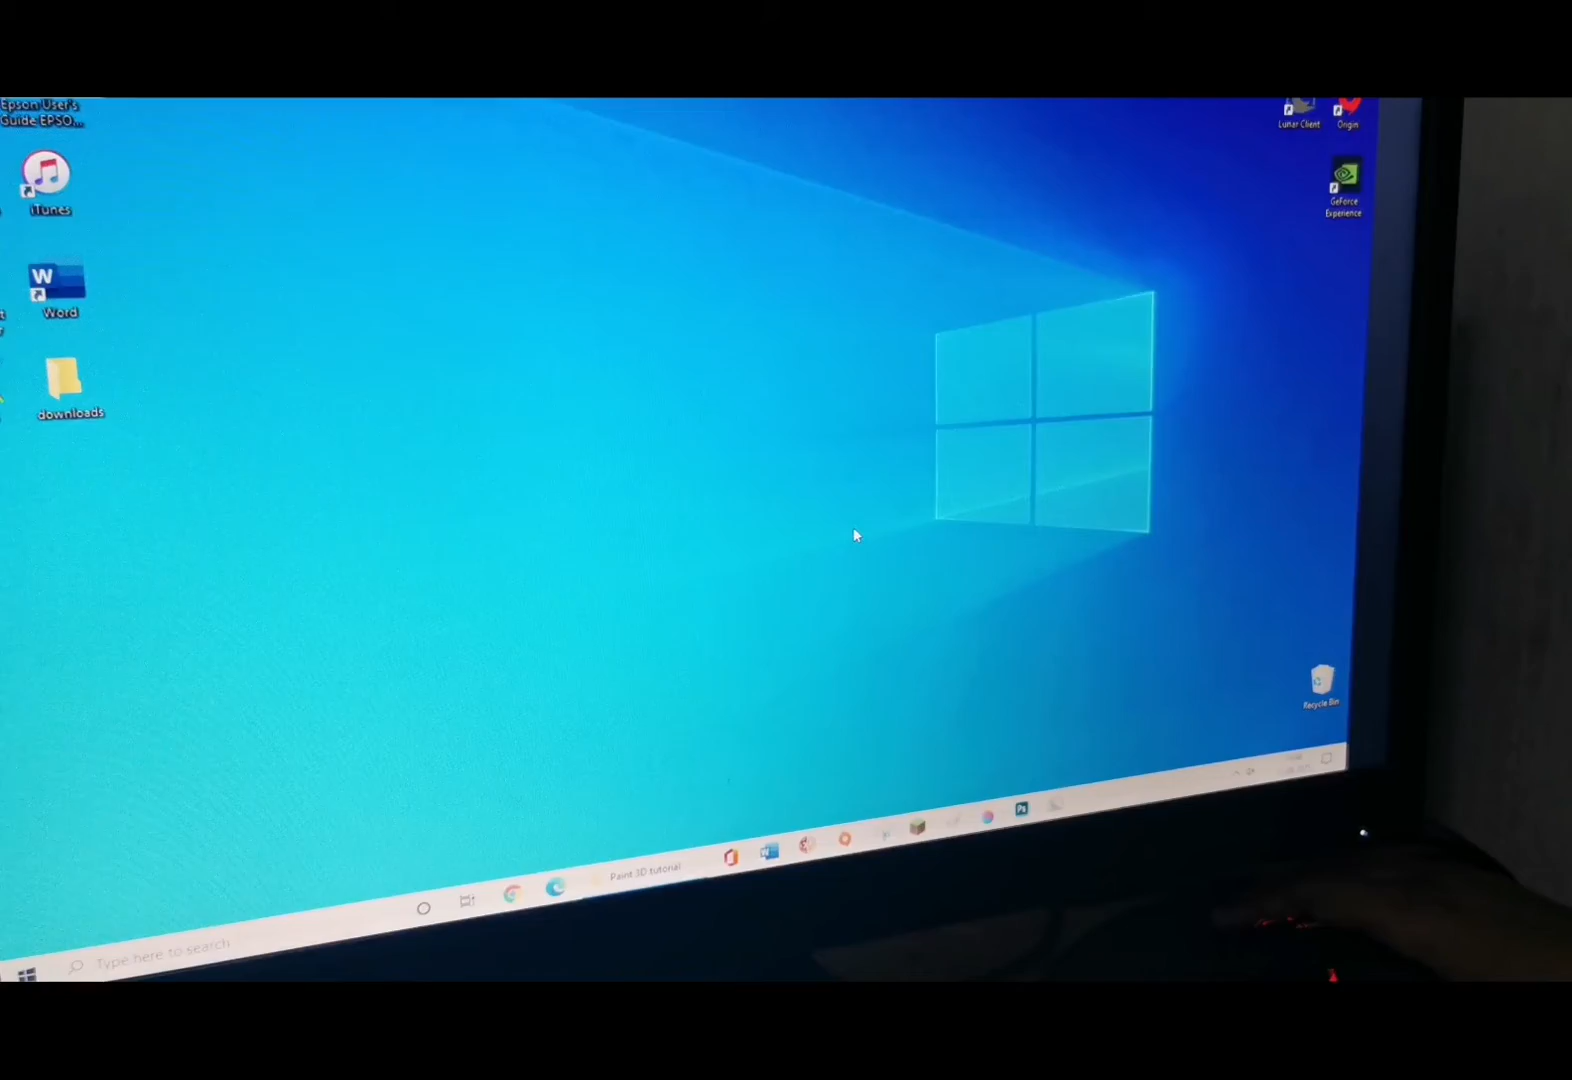 Epson User's
Guide EPSO...
iTunes
W
Word
downloads
Lunar Client
Origin
GeForce
Experience
Recycle Bin
Type here to search
Paint 3D tutorial
W
Ps